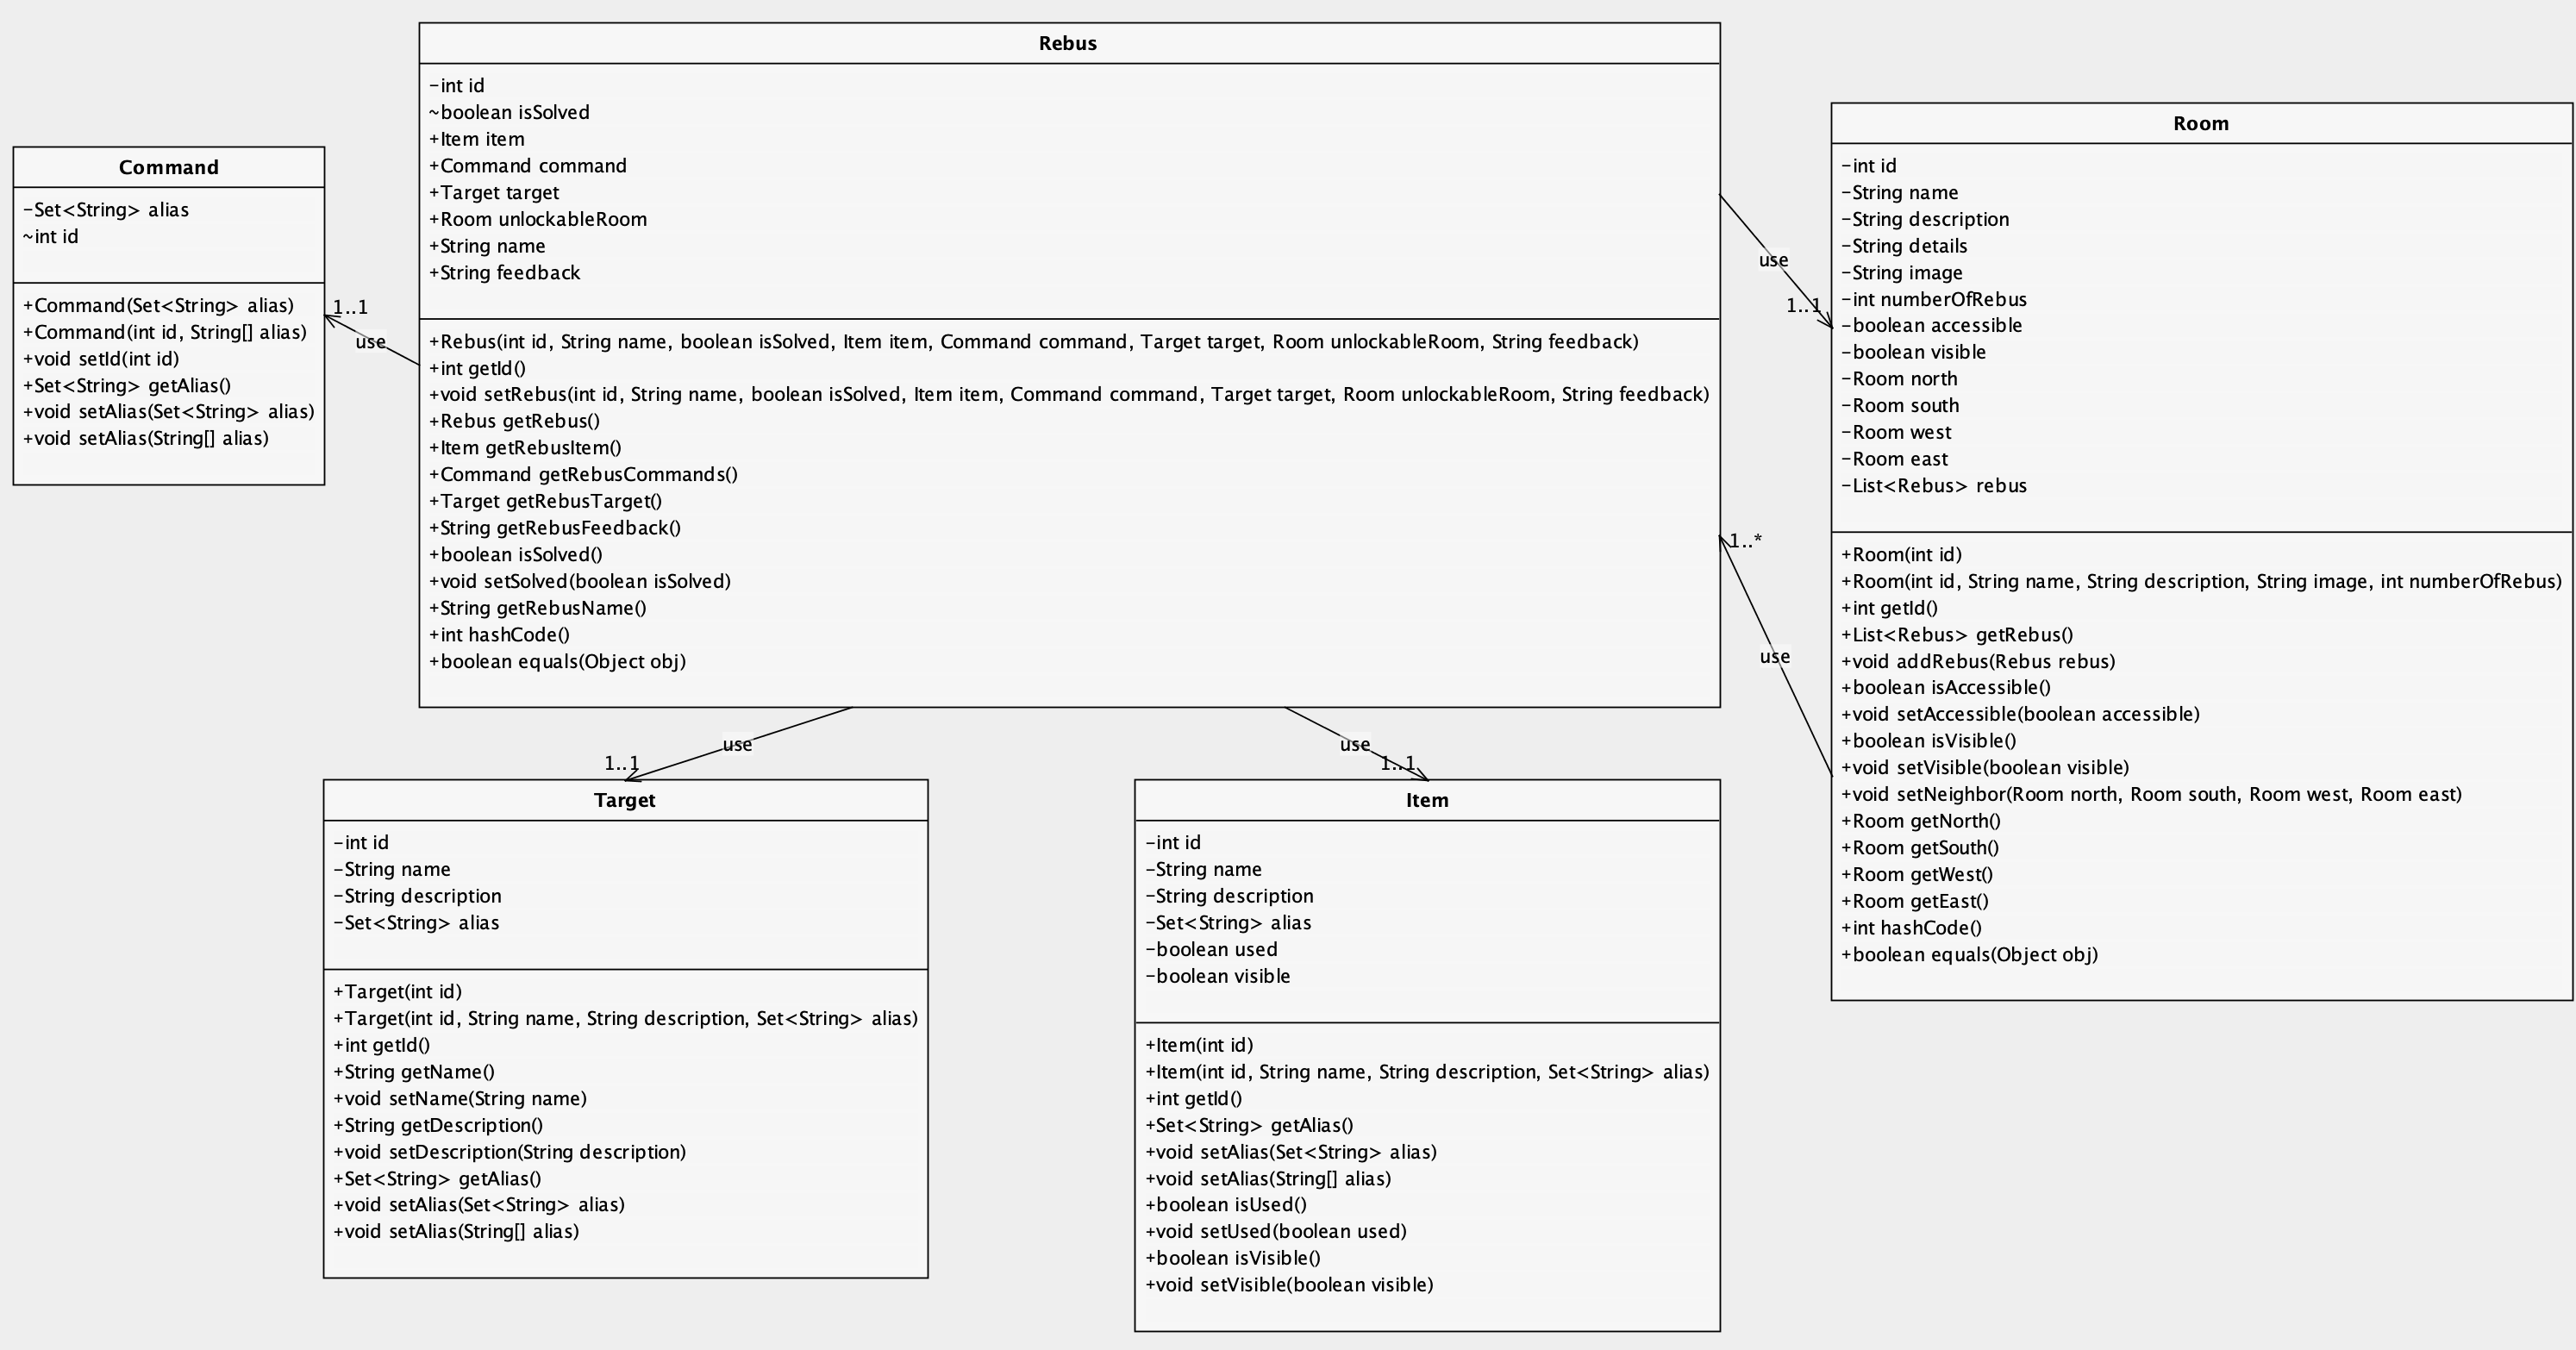 Rebus
-int id
~boolean isSolved
+Item item
+Command command
+Target target
+Room unlockableRoom
+String name
+String feedback
+Rebus(int id, String name, boolean isSolved, Item item, Command command, Target target, Room unlockableRoom, String feedback)
+int getId()
+void setRebus(int id, String name, boolean isSolved, Item item, Command command, Target target, Room unlockableRoom, String feedback)
+Rebus getRebus()
+Item getRebusItem()
+Command getRebusCommands()
+Target getRebusTarget()
+String getRebusFeedback()
+boolean isSolved()
+void setSolved(boolean isSolved)
+String getRebusName()
+int hashCode()
+boolean equals(Object obj)
Command
-Set<String> alias
~int id
+Command(Set<String> alias)
+Command(int id, String[] alias)
+void setId(int id)
+Set<String> getAlias()
+void setAlias(Set<String> alias)
+void setAlias(String[] alias)
1..1
use
Room
-int id
-String name
-String description
-String details
-String image
-int numberOfRebus
-boolean accessible
-boolean visible
-Room north
-Room south
-Room west
-Room east
-List<Rebus> rebus
+Room(int id)
+Room(int id, String name, String description, String image, int numberOfRebus)
+int getId()
+List<Rebus> getRebus()
+void addRebus(Rebus rebus)
+boolean isAccessible()
+void setAccessible(boolean accessible)
+boolean isVisible()
+void setVisible(boolean visible)
+void setNeighbor(Room north, Room south, Room west, Room east)
+Room getNorth()
+Room getSouth()
+Room getWest()
+Room getEast()
+int hashCode()
+boolean equals(Object obj)
use
1..1
1..*
use
use
1..1
use
1..1
Target
-int id
-String name
-String description
-Set<String> alias
+Target(int id)
+Target(int id, String name, String description, Set<String> alias)
+int getId()
+String getName()
+void setName(String name)
+String getDescription()
+void setDescription(String description)
+Set<String> getAlias()
+void setAlias(Set<String> alias)
+void setAlias(String[] alias)
Item
-int id
-String name
-String description
-Set<String> alias
-boolean used
-boolean visible
+Item(int id)
+Item(int id, String name, String description, Set<String> alias)
+int getId()
+Set<String> getAlias()
+void setAlias(Set<String> alias)
+void setAlias(String[] alias)
+boolean isUsed()
+void setUsed(boolean used)
+boolean isVisible()
+void setVisible(boolean visible)